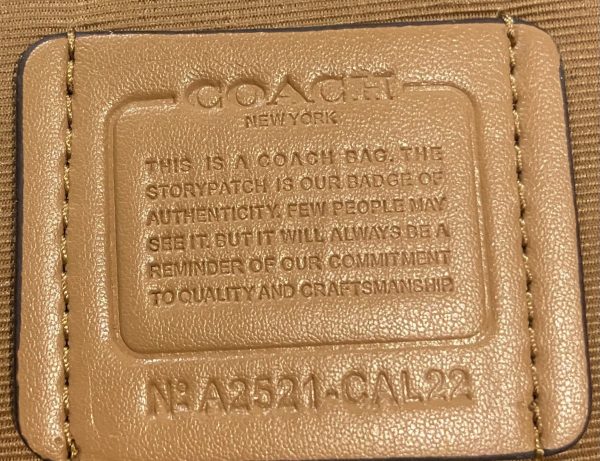 COACH
NEW YORK
THIS IS A COACH BAG. THE
STORYPATCH IS OUR BADGE OF
AUTHENTICITY. FEW PEOPLE MAY
SEE IT. BUT IT WILL ALWAYS BE A
REMINDER OF OUR COMMITMENT
TO QUALITY AND CRAFTSMANSHIP.
Nº A2521-CAL22